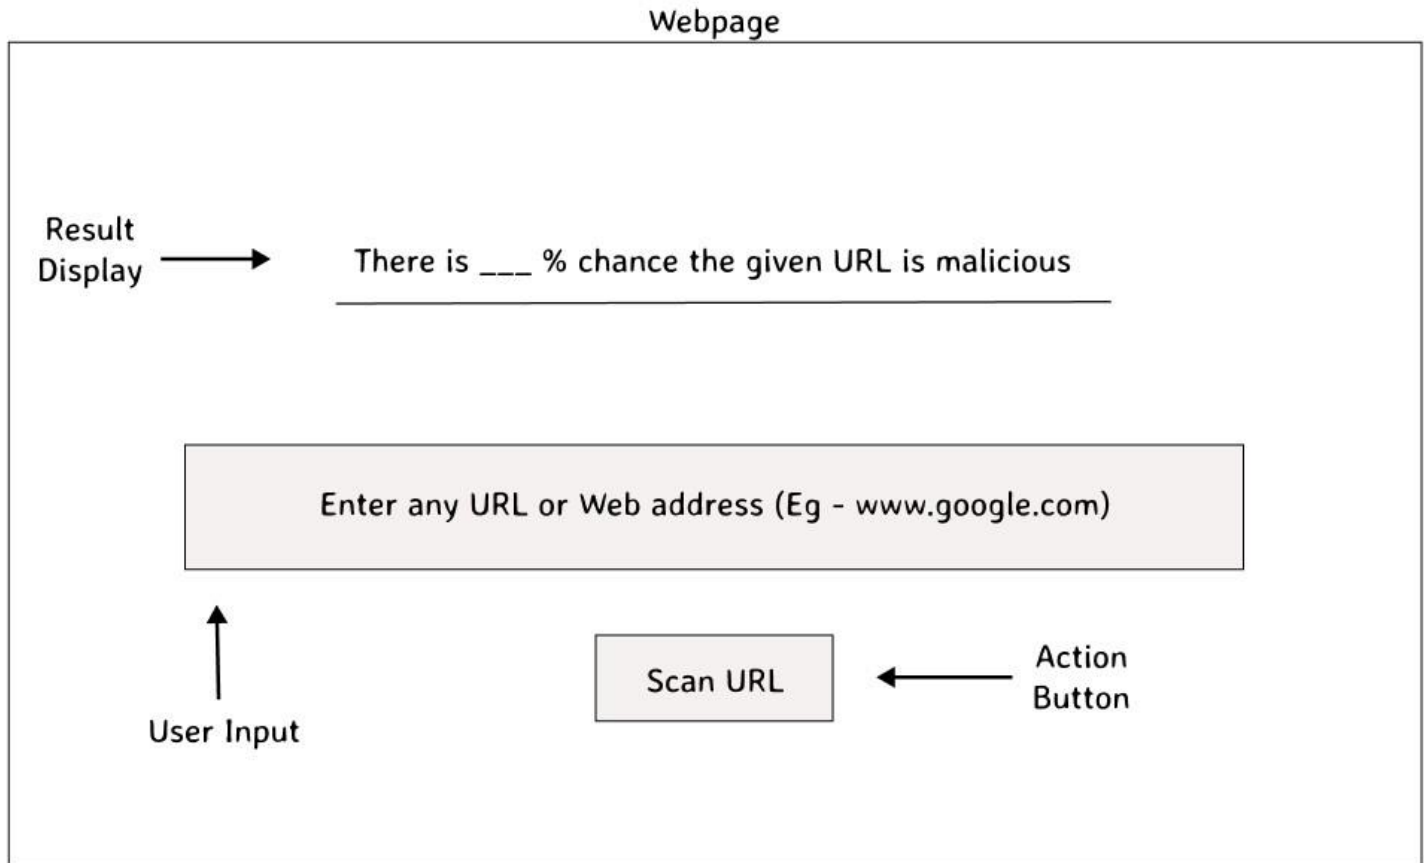 Webpage
Result
Display
There is ___ % chance the given URL is malicious
Enter any URL or Web address (Eg - www.google.com)
Scan URL
Action
Button
User Input